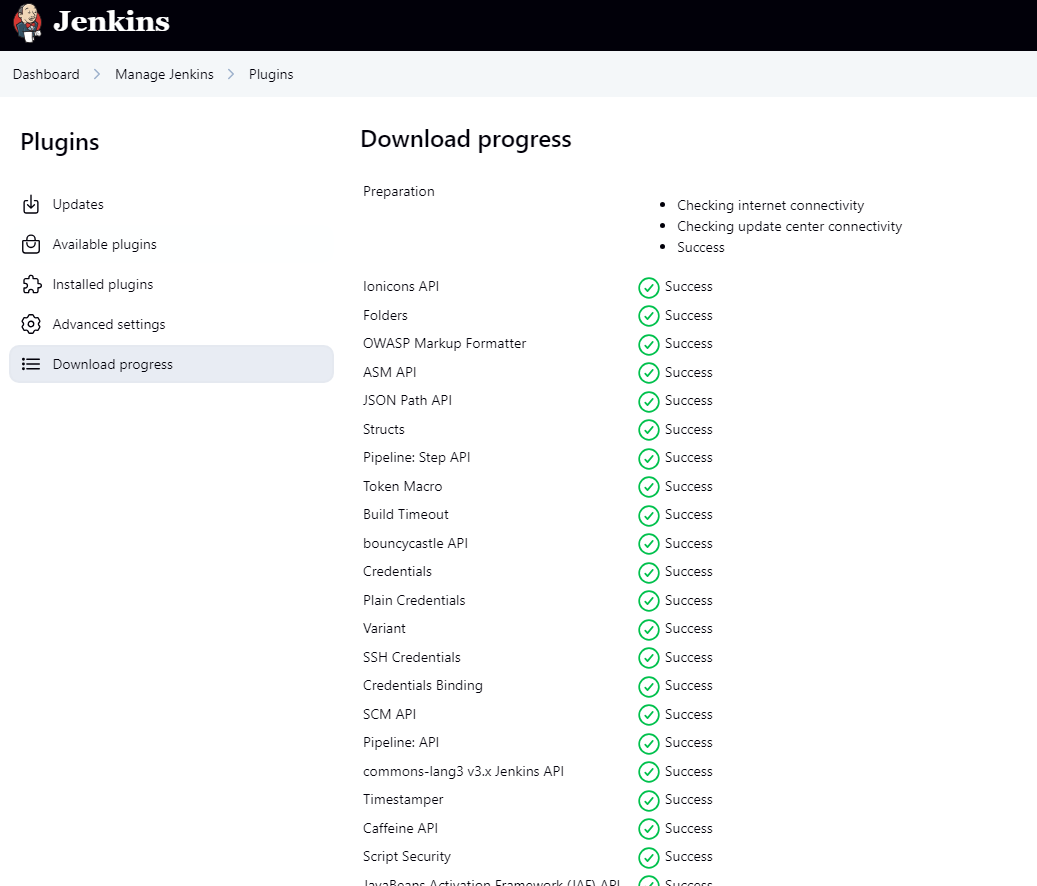 Jenkins
Dashboard > Manage Jenkins > Plugins
Plugins
Updates
Available plugins
Installed plugins
Advanced settings
Download progress
Download progress
Preparation
Checking internet connectivity
Checking update center connectivity
Success
Ionicons API Success
Folders Success
OWASP Markup Formatter Success
ASM API Success
JSON Path API Success
Structs Success
Pipeline: Step API Success
Token Macro Success
Build Timeout Success
bouncycastle API Success
Credentials Success
Plain Credentials Success
Variant Success
SSH Credentials Success
Credentials Binding Success
SCM API Success
Pipeline: API Success
commons-lang3 v3.x Jenkins API Success
Timestamper Success
Caffeine API Success
Script Security Success
JavaBeans Activation Framework (JAF) API Success